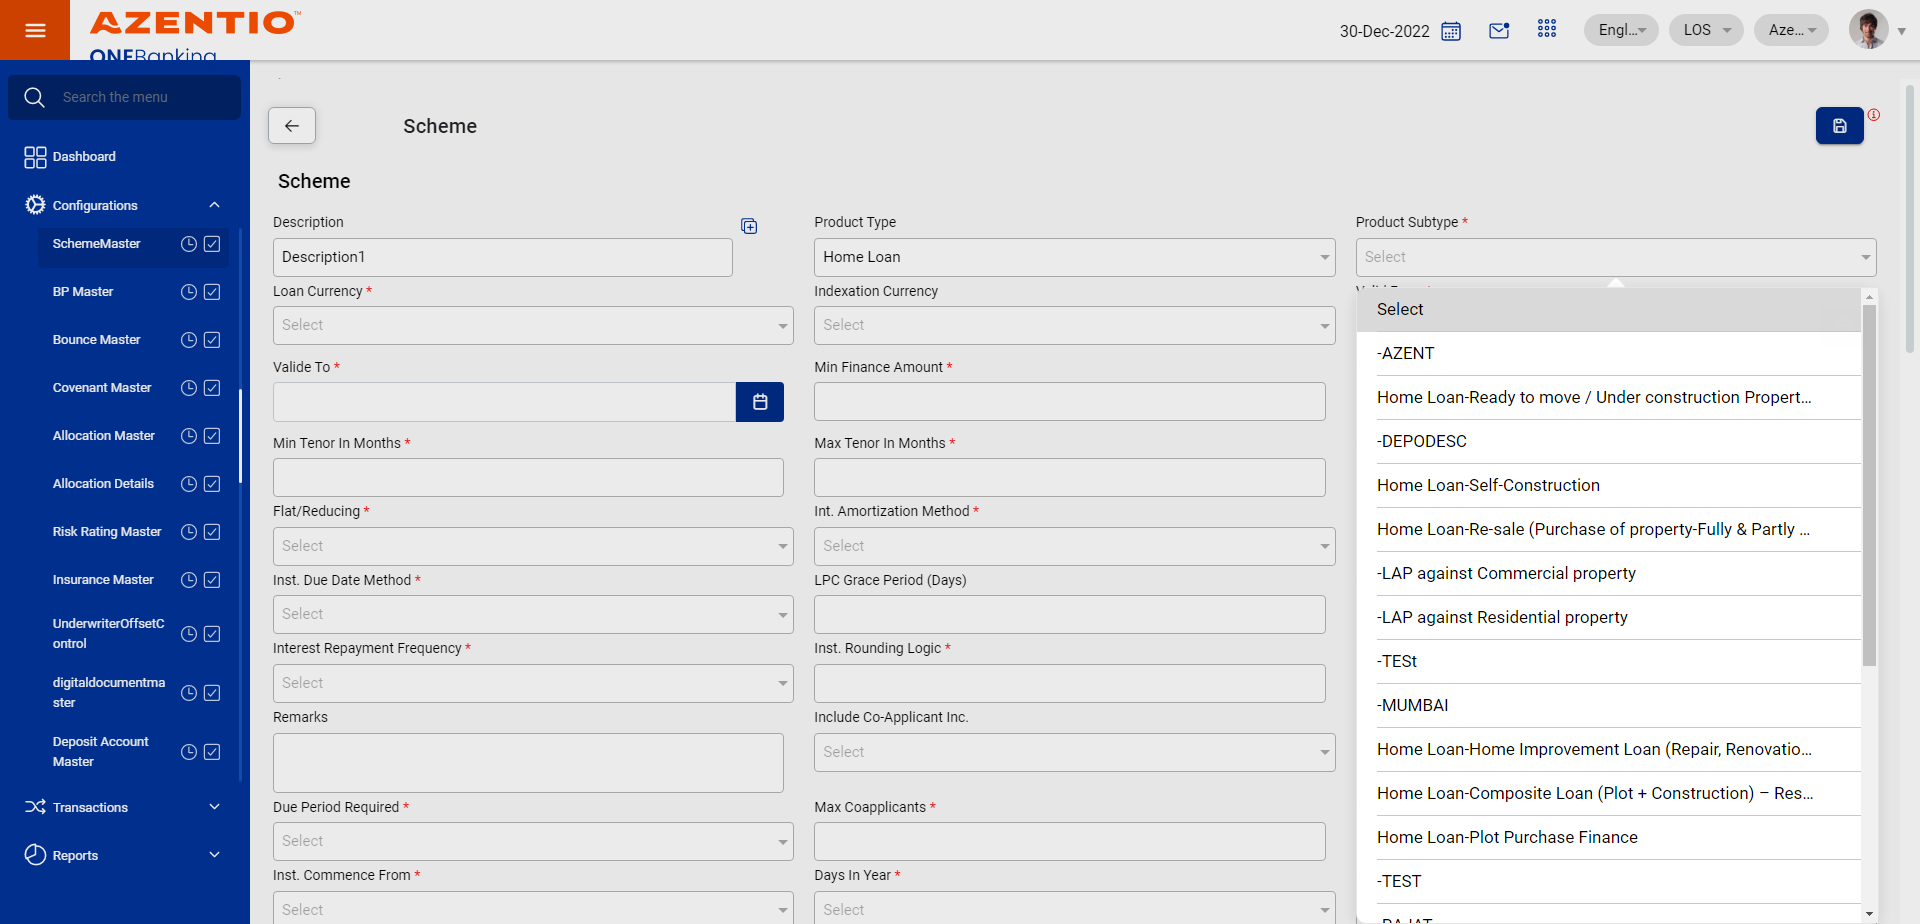 AZENTIO™
ONEBanking
30-Dec-2022
Engl...
LOS
Aze...
Search the menu
Dashboard
Configurations
SchemeMaster
BP Master
Bounce Master
Covenant Master
Allocation Master
Allocation Details
Risk Rating Master
Insurance Master
UnderwriterOffsetC
ontrol
digitaldocumentma
ster
Deposit Account
Master
Transactions
Reports
Scheme
Scheme
Description
Product Type
Product Subtype *
Description1
Home Loan
Select
Loan Currency *
Indexation Currency
Select
Select
Valide To *
Min Finance Amount *
Min Tenor In Months *
Max Tenor In Months *
Flat/Reducing *
Int. Amortization Method *
Select
Select
Inst. Due Date Method *
LPC Grace Period (Days)
Select
Interest Repayment Frequency *
Inst. Rounding Logic *
Select
Remarks
Include Co-Applicant Inc.
Select
Due Period Required *
Max Coapplicants *
Select
Inst. Commence From *
Days In Year *
Select
Select
Select
-AZENT
Home Loan-Ready to move / Under construction Propert...
-DEPODESC
Home Loan-Self-Construction
Home Loan-Re-sale (Purchase of property-Fully & Partly ...
-LAP against Commercial property
-LAP against Residential property
-TESt
-MUMBAI
Home Loan-Home Improvement Loan (Repair, Renovatio...
Home Loan-Composite Loan (Plot + Construction) – Res...
Home Loan-Plot Purchase Finance
-TEST